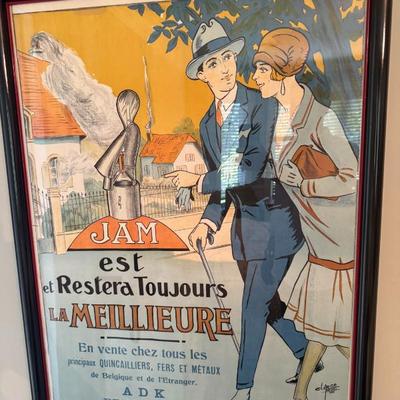 JAM
est
et Restera Toujours
LA MEILLIEURE
En vente chez tous les
principaux QUINCAILLIERS, FERS et MÉTAUX
de Belgique et de l'Etranger.
ADK